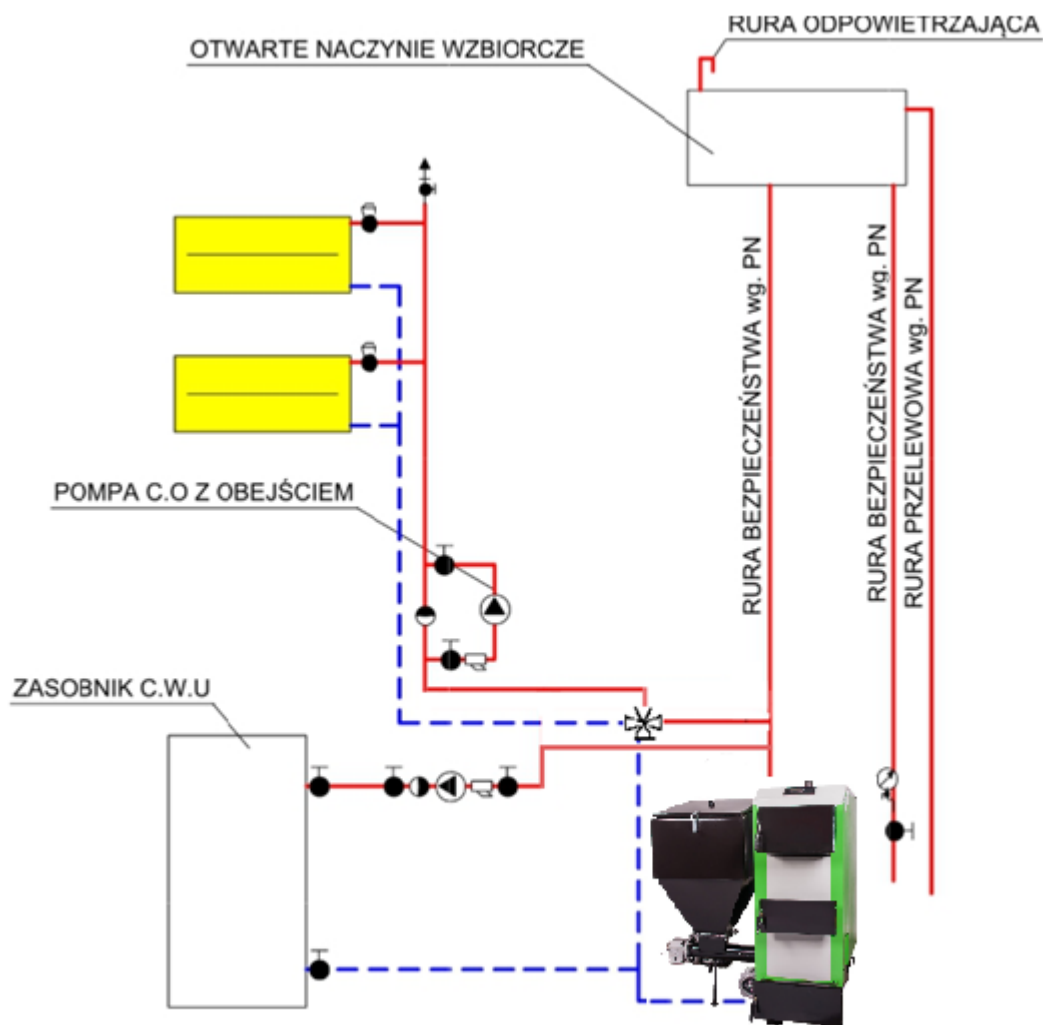 RURA ODPOWIETRZAJĄCA
OTWARTE NACZYNIE WZBIORCZE
RURA BEZPIECZEŃSTWA wg. PN
RURA BEZPIECZEŃSTWA wg. PN
RURA PRZELEWOWA wg. PN
POMPA C.O Z OBEJŚCIEM
ZASOBNIK C.W.U